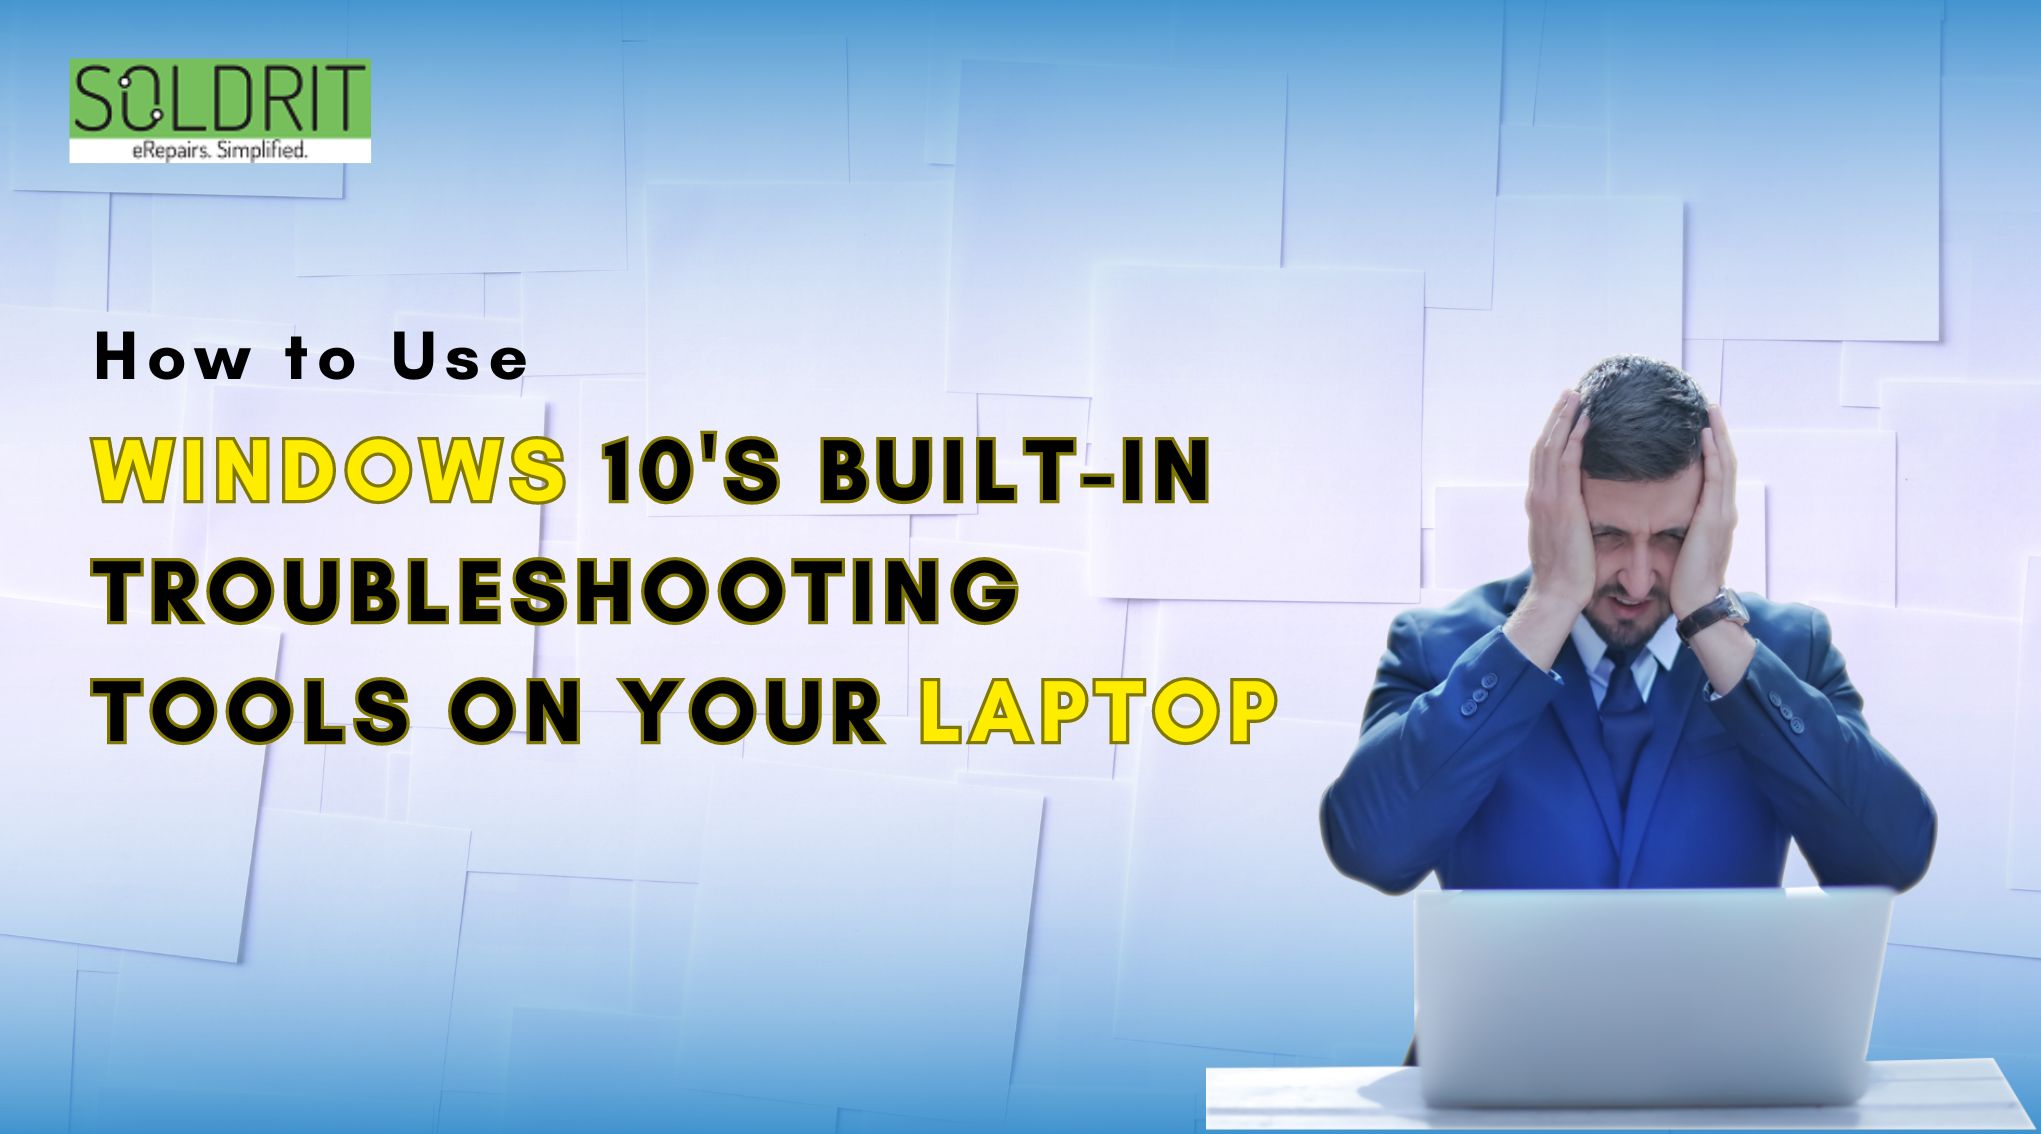 SOLDRIT
eRepairs. Simplified.
How to Use
WINDOWS 10'S BUILT-IN
TROUBLESHOOTING
TOOLS ON YOUR LAPTOP